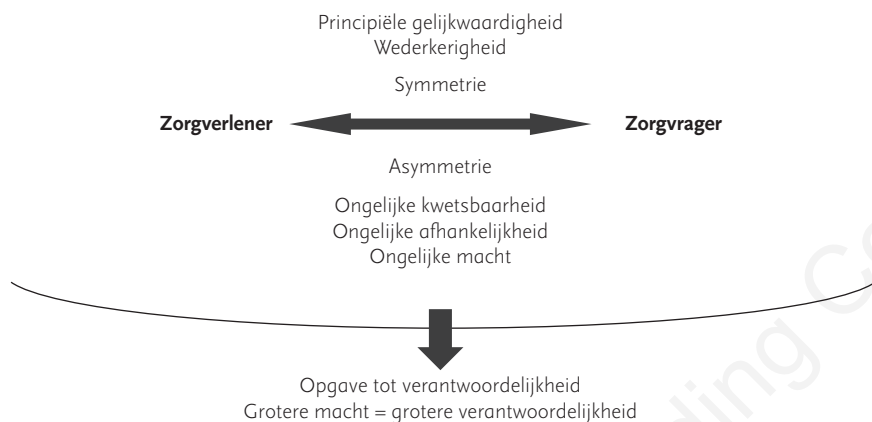 Principiële gelijkwaardigheid
Wederkerigheid
Symmetrie
Zorgverlener Zorgvrager
Asymmetrie
Ongelijke kwetsbaarheid
Ongelijke afhankelijkheid
Ongelijke macht
Opgave tot verantwoordelijkheid
Grotere macht = grotere verantwoordelijkheid